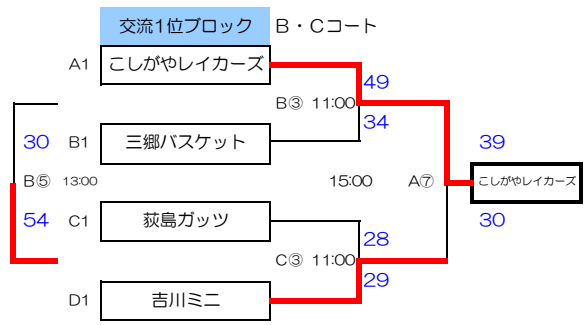 交流1位ブロック B・Cコート
A1 こしがやレイカーズ
49
B③ 11:00
34
30 B1 三郷バスケット 39
B⑤ 13:00 15:00 A⑦ こしがやレイカーズ
54 C1 荻島ガッツ 30
28
C③ 11:00
29
D1 吉川ミニ